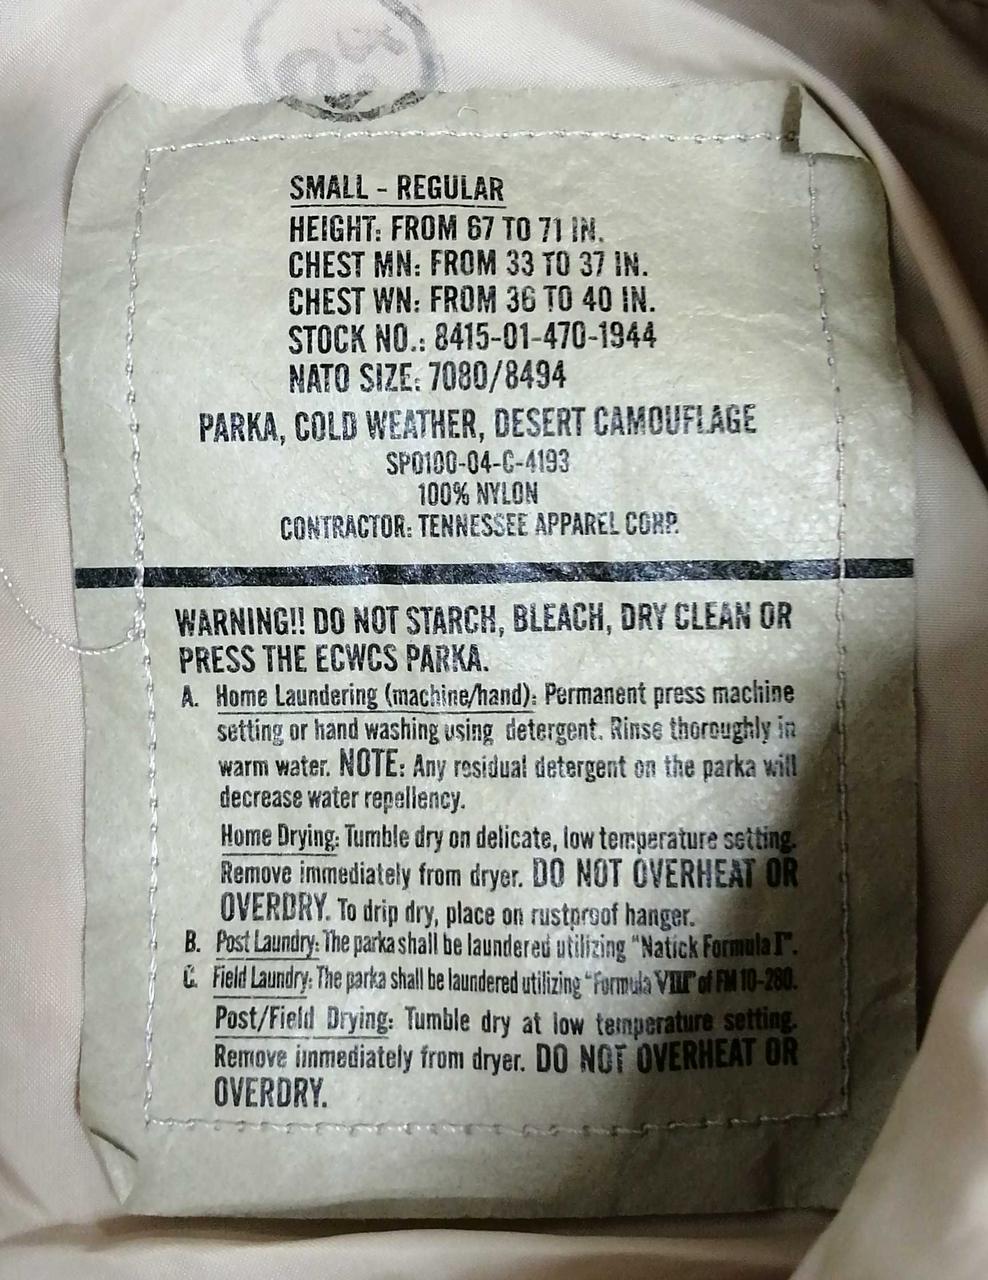 SMALL - REGULAR
HEIGHT: FROM 67 TO 71 IN.
CHEST MN: FROM 33 TO 37 IN.
CHEST WN: FROM 36 TO 40 IN.
STOCK NO.: 8415-01-470-1944
NATO SIZE: 7080/8494
PARKA, COLD WEATHER, DESERT CAMOUFLAGE
SP0100-04-C-4193
100% NYLON
CONTRACTOR: TENNESSEE APPAREL CORP.
WARNING!! DO NOT STARCH, BLEACH, DRY CLEAN OR
PRESS THE ECWCS PARKA.
A. Home Laundering (machine/hand): Permanent press machine
setting or hand washing using detergent. Rinse thoroughly in
warm water. NOTE: Any residual detergent on the parka will
decrease water repellency.
Home Drying: Tumble dry on delicate, low temperature setting.
Remove immediately from dryer. DO NOT OVERHEAT OR
OVERDRY. To drip dry, place on rustproof hanger.
B. Post Laundry: The parka shall be laundered utilizing "Natick Formula I".
C. Field Laundry: The parka shall be laundered utilizing "Formula VIII" of FM 10-280.
Post/Field Drying: Tumble dry at low temperature setting.
Remove immediately from dryer. DO NOT OVERHEAT OR
OVERDRY.